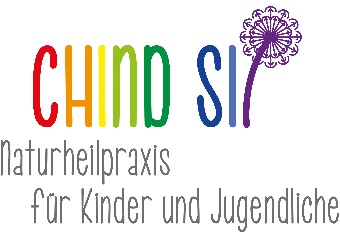 CHIND SI
Naturheilpraxis
für Kinder und Jugendliche